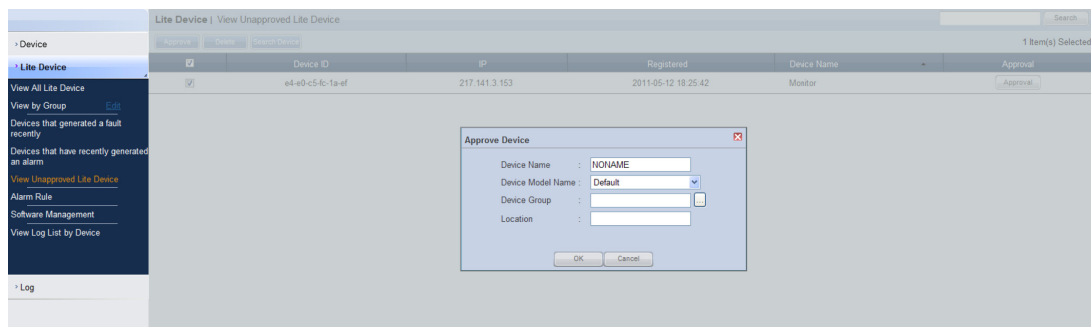 Lite Device | View Unapproved Lite Device
Search
Device
Approve Delete Search Device
1 Item(s) Selected
Lite Device
Device ID IP Registered Device Name Approval
e4-e0-c5-fc-1a-ef 217.141.3.153 2011-05-12 18:25:42 Monitor Approval
View All Lite Device
View by Group Edit
Devices that generated a fault
recently
Devices that have recently generated
an alarm
View Unapproved Lite Device
Alarm Rule
Software Management
View Log List by Device
Log
Approve Device
Device Name : NONAME
Device Model Name : Default
Device Group : ...
Location :
OK Cancel